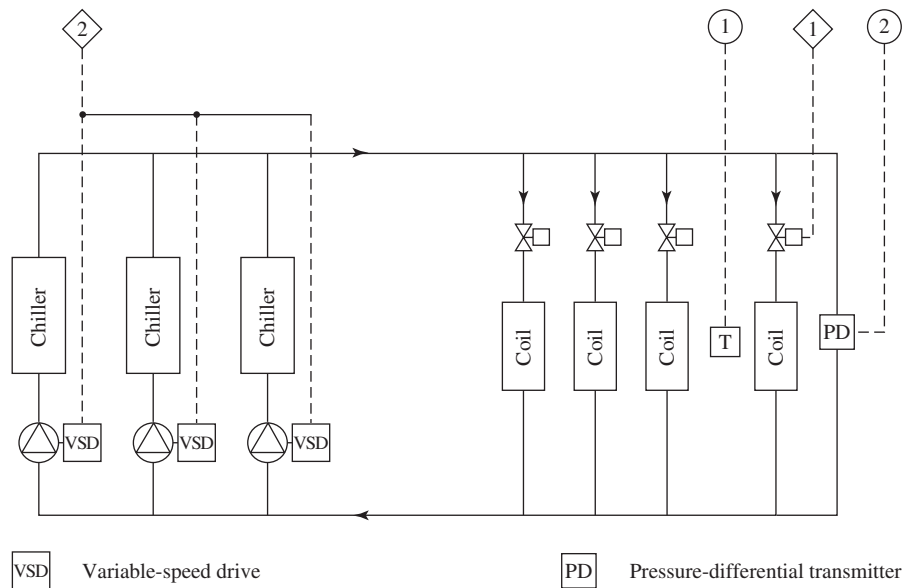 2
1
1
2
Chiller
Chiller
Chiller
Coil
Coil
Coil
T
Coil
PD
VSD
VSD
VSD
VSD Variable-speed drive
PD Pressure-differential transmitter